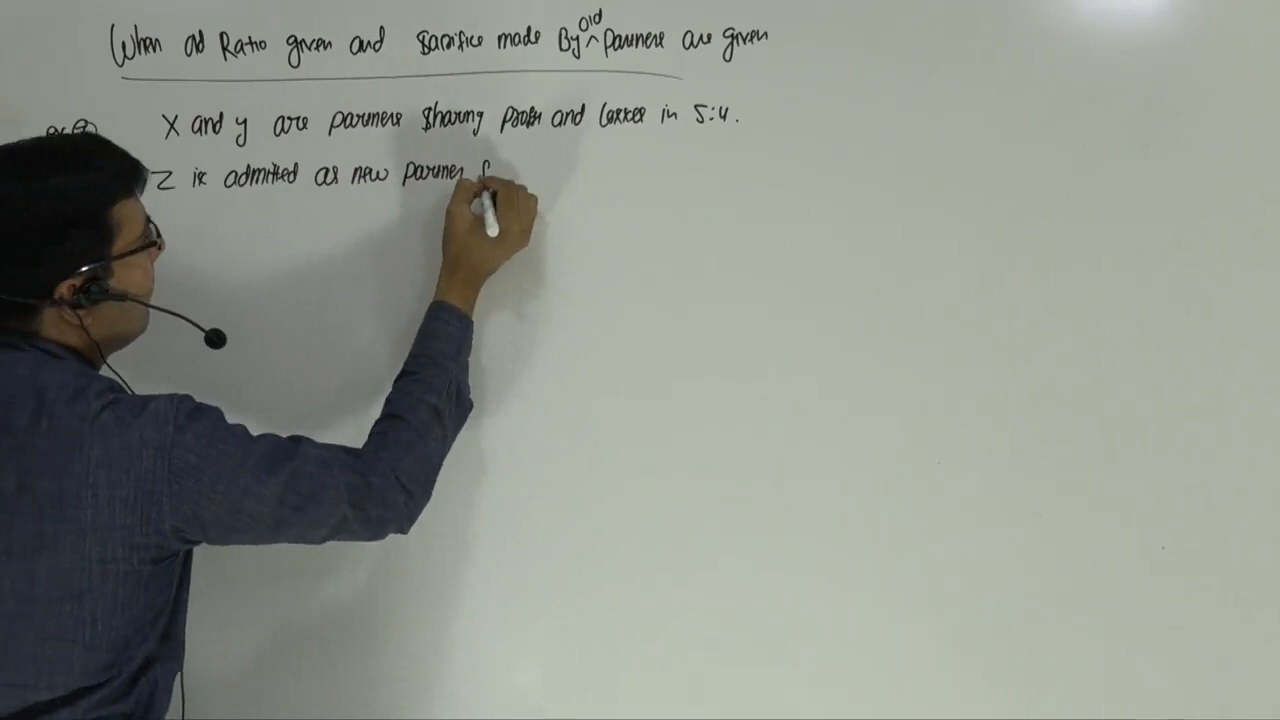 When old Ratio given and sacrifice made By Old partners are given
X and y are partners sharing profit and losses in 5:4.
Z is admitted as new partner